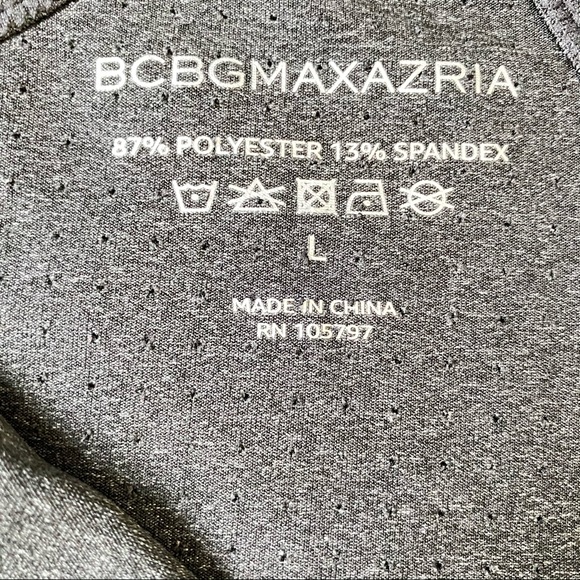 BCBGMAXAZRIA
87% POLYESTER 13% SPANDEX
L
MADE IN CHINA
RN 105797